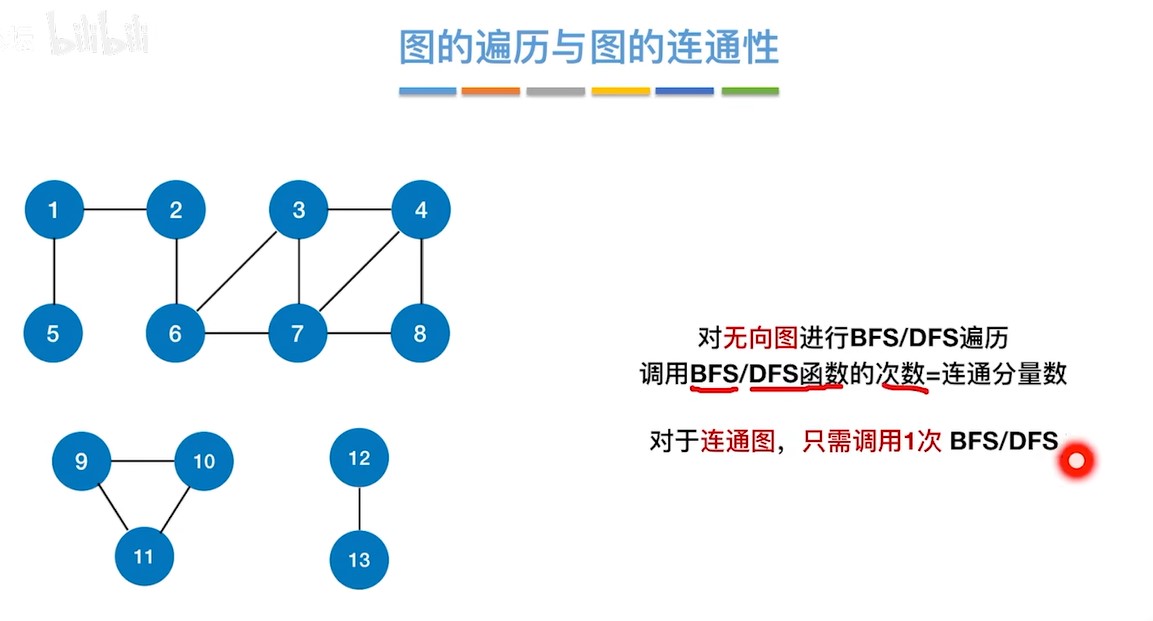 bilibili
图的遍历与图的连通性
1 2 3 4
5 6 7 8
对无向图进行BFS/DFS遍历
调用BFS/DFS函数的次数=连通分量数
对于连通图，只需调用1次 BFS/DFS
9 10 12
11 13